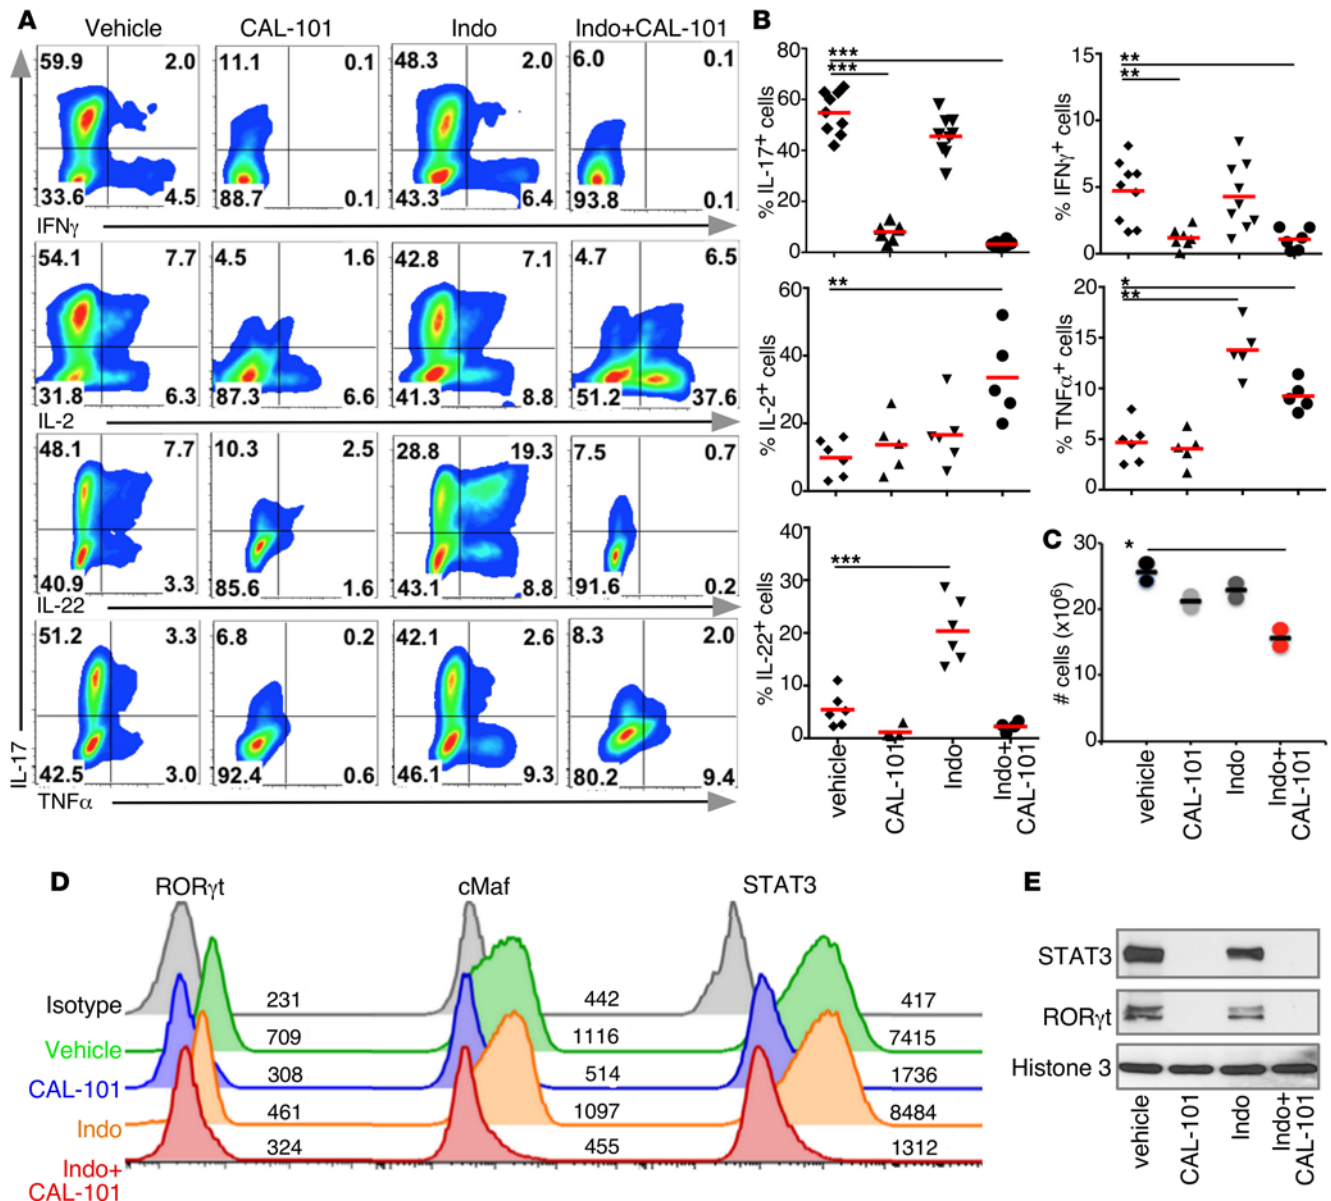 A
Vehicle CAL-101 Indo Indo+CAL-101
59.9 2.0 11.1 0.1 48.3 2.0 6.0 0.1
33.6 4.5 88.7 0.1 43.3 6.4 93.8 0.1
IFNγ
54.1 7.7 4.5 1.6 42.8 7.1 4.7 6.5
31.8 6.3 87.3 6.6 41.3 8.8 51.2 37.6
IL-2
48.1 7.7 10.3 2.5 28.8 19.3 7.5 0.7
40.9 3.3 85.6 1.6 43.1 8.8 91.6 0.2
IL-22
51.2 3.3 6.8 0.2 42.1 2.6 8.3 2.0
42.5 3.0 92.4 0.6 46.1 9.3 80.2 9.4
TNFα
IL-17
B
% IL-17+ cells
80
60
40
20
0
***
***
% IFNγ+ cells
15
10
5
0
**
**
% IL-2+ cells
60
40
20
0
**
% TNFα+ cells
20
15
10
5
0
*
**
% IL-22+ cells
40
30
20
10
0
***
vehicle
CAL-101
Indo
Indo+
CAL-101
C
# cells (x10⁶)
30
20
10
0
*
vehicle
CAL-101
Indo
Indo+
CAL-101
D
RORγt cMaf STAT3
Isotype 231 442 417
Vehicle 709 1116 7415
CAL-101 308 514 1736
Indo 461 1097 8484
Indo+
CAL-101 324 455 1312
E
STAT3
RORγt
Histone 3
vehicle
CAL-101
Indo
Indo+
CAL-101